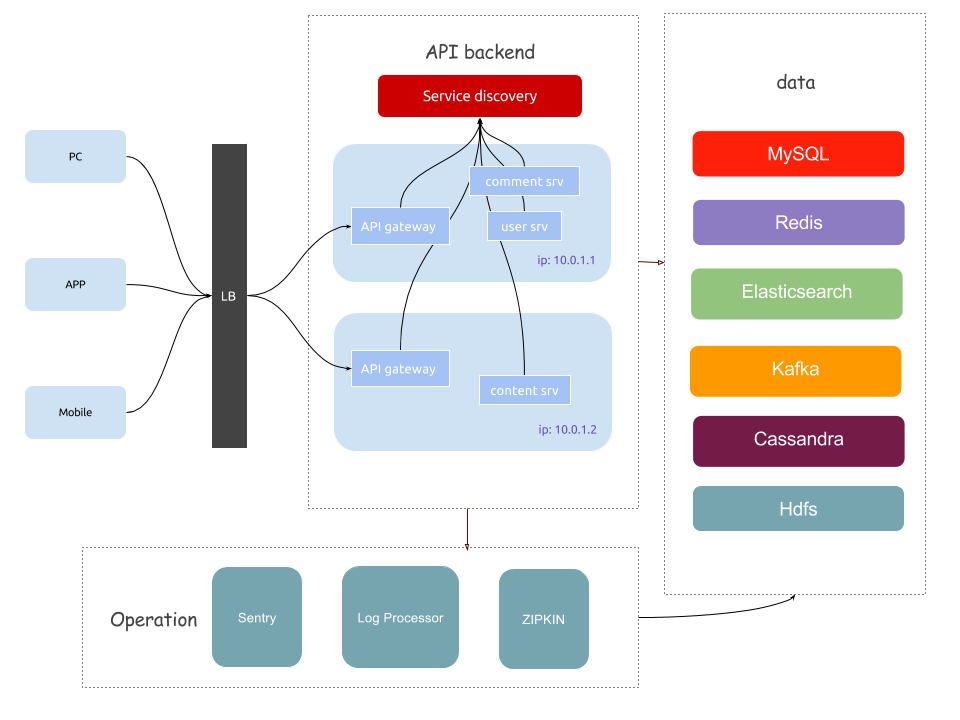 PC
APP
Mobile
LB
API backend
Service discovery
comment srv
API gateway
user srv
ip: 10.0.1.1
API gateway
content srv
ip: 10.0.1.2
data
MySQL
Redis
Elasticsearch
Kafka
Cassandra
Hdfs
Operation
Sentry
Log Processor
ZIPKIN